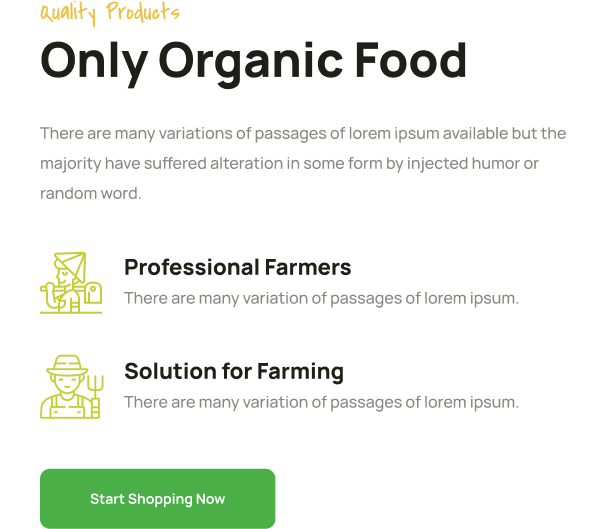 Quality Products
Only Organic Food
There are many variations of passages of lorem ipsum available but the
majority have suffered alteration in some form by injected humor or
random word.
Professional Farmers
There are many variation of passages of lorem ipsum.
Solution for Farming
There are many variation of passages of lorem ipsum.
Start Shopping Now